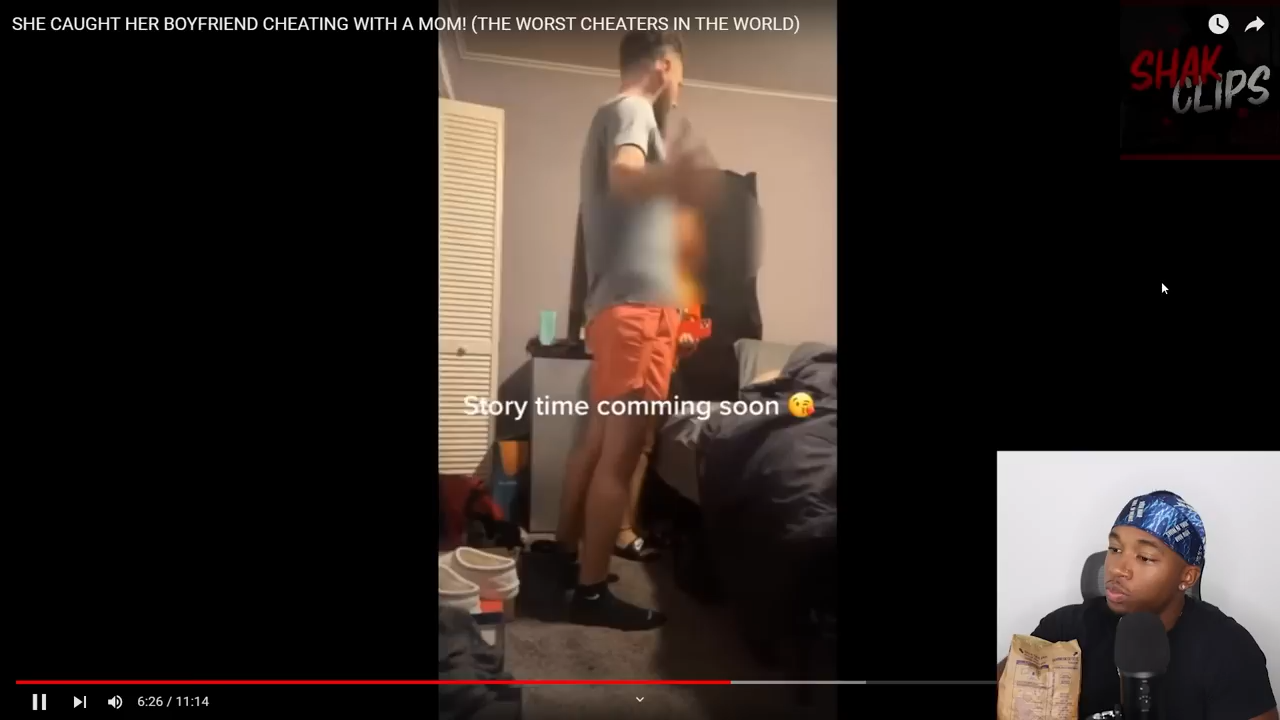 SHE CAUGHT HER BOYFRIEND CHEATING WITH A MOM! (THE WORST CHEATERS IN THE WORLD)
SHAK
CLIPS
Story time comming soon 😘
6:26 / 11:14